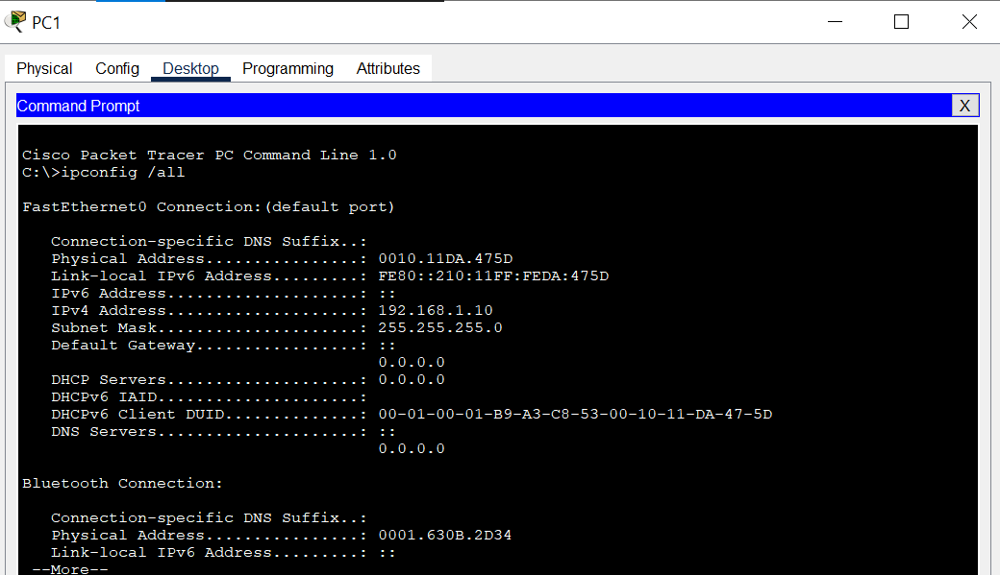 PC1
Physical Config Desktop Programming Attributes
Command Prompt X
Cisco Packet Tracer PC Command Line 1.0
C:\>ipconfig /all
FastEthernet0 Connection:(default port)
Connection-specific DNS Suffix..:
Physical Address................: 0010.11DA.475D
Link-local IPv6 Address.........: FE80::210:11FF:FEDA:475D
IPv6 Address....................: ::
IPv4 Address....................: 192.168.1.10
Subnet Mask.....................: 255.255.255.0
Default Gateway.................: ::
0.0.0.0
DHCP Servers....................: 0.0.0.0
DHCPv6 IAID.....................:
DHCPv6 Client DUID..............: 00-01-00-01-B9-A3-C8-53-00-10-11-DA-47-5D
DNS Servers.....................: ::
0.0.0.0
Bluetooth Connection:
Connection-specific DNS Suffix..:
Physical Address................: 0001.630B.2D34
Link-local IPv6 Address.........: ::
--More--